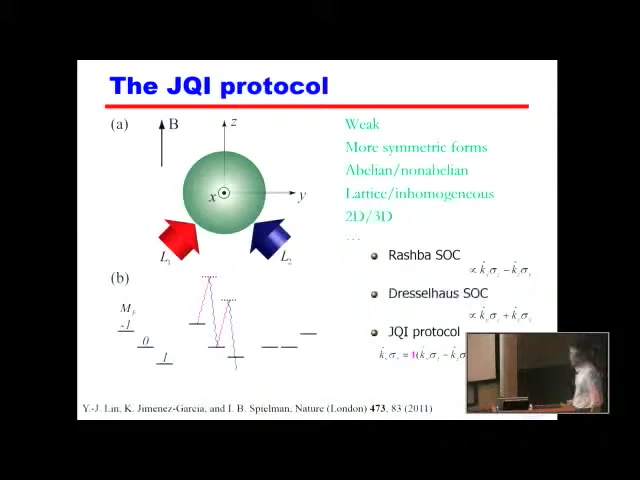 The JQI protocol
(a)
B
z
x
y
L1
L2
(b)
M_F
-1
0
1
Weak
More symmetric forms
Abelian/nonabelian
Lattice/inhomogeneous
2D/3D
...
Rashba SOC
Dresselhaus SOC
JQI protocol
Y.-J. Lin, K. Jimenez-Garcia, and I. B. Spielman, Nature (London) 473, 83 (2011)